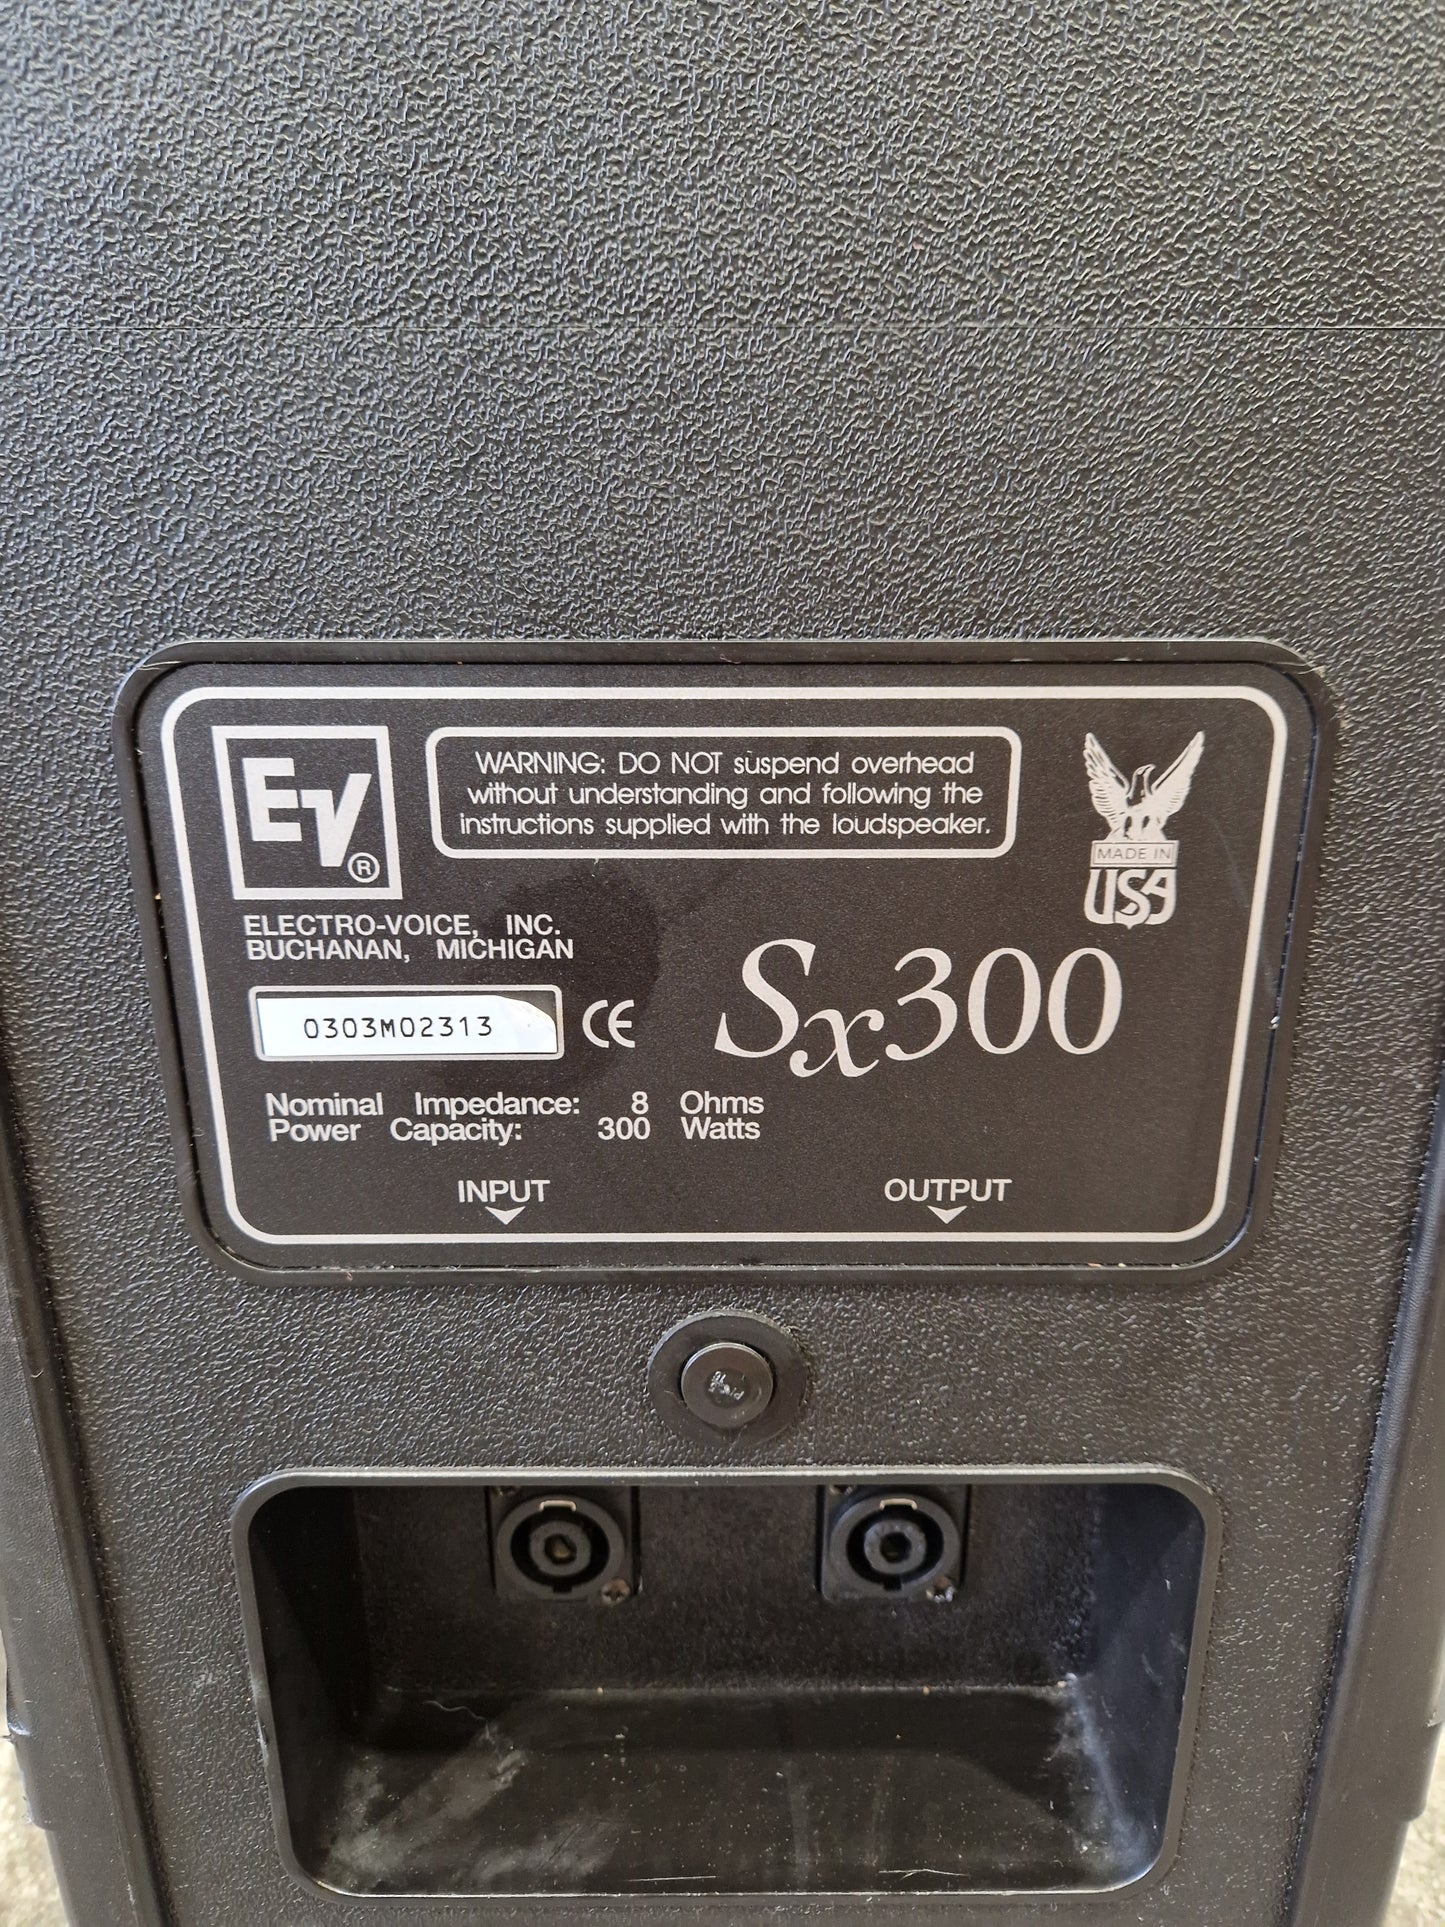 EV®
WARNING: DO NOT suspend overhead
without understanding and following the
instructions supplied with the loudspeaker.
MADE IN
USA
ELECTRO-VOICE, INC.
BUCHANAN, MICHIGAN
0303M02313 CE
Sx300
Nominal Impedance: 8 Ohms
Power Capacity: 300 Watts
INPUT OUTPUT